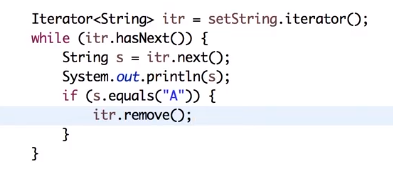 Iterator<String> itr = setString.iterator();
while (itr.hasNext()) {
    String s = itr.next();
    System.out.println(s);
    if (s.equals("A")) {
        itr.remove();
    }
}